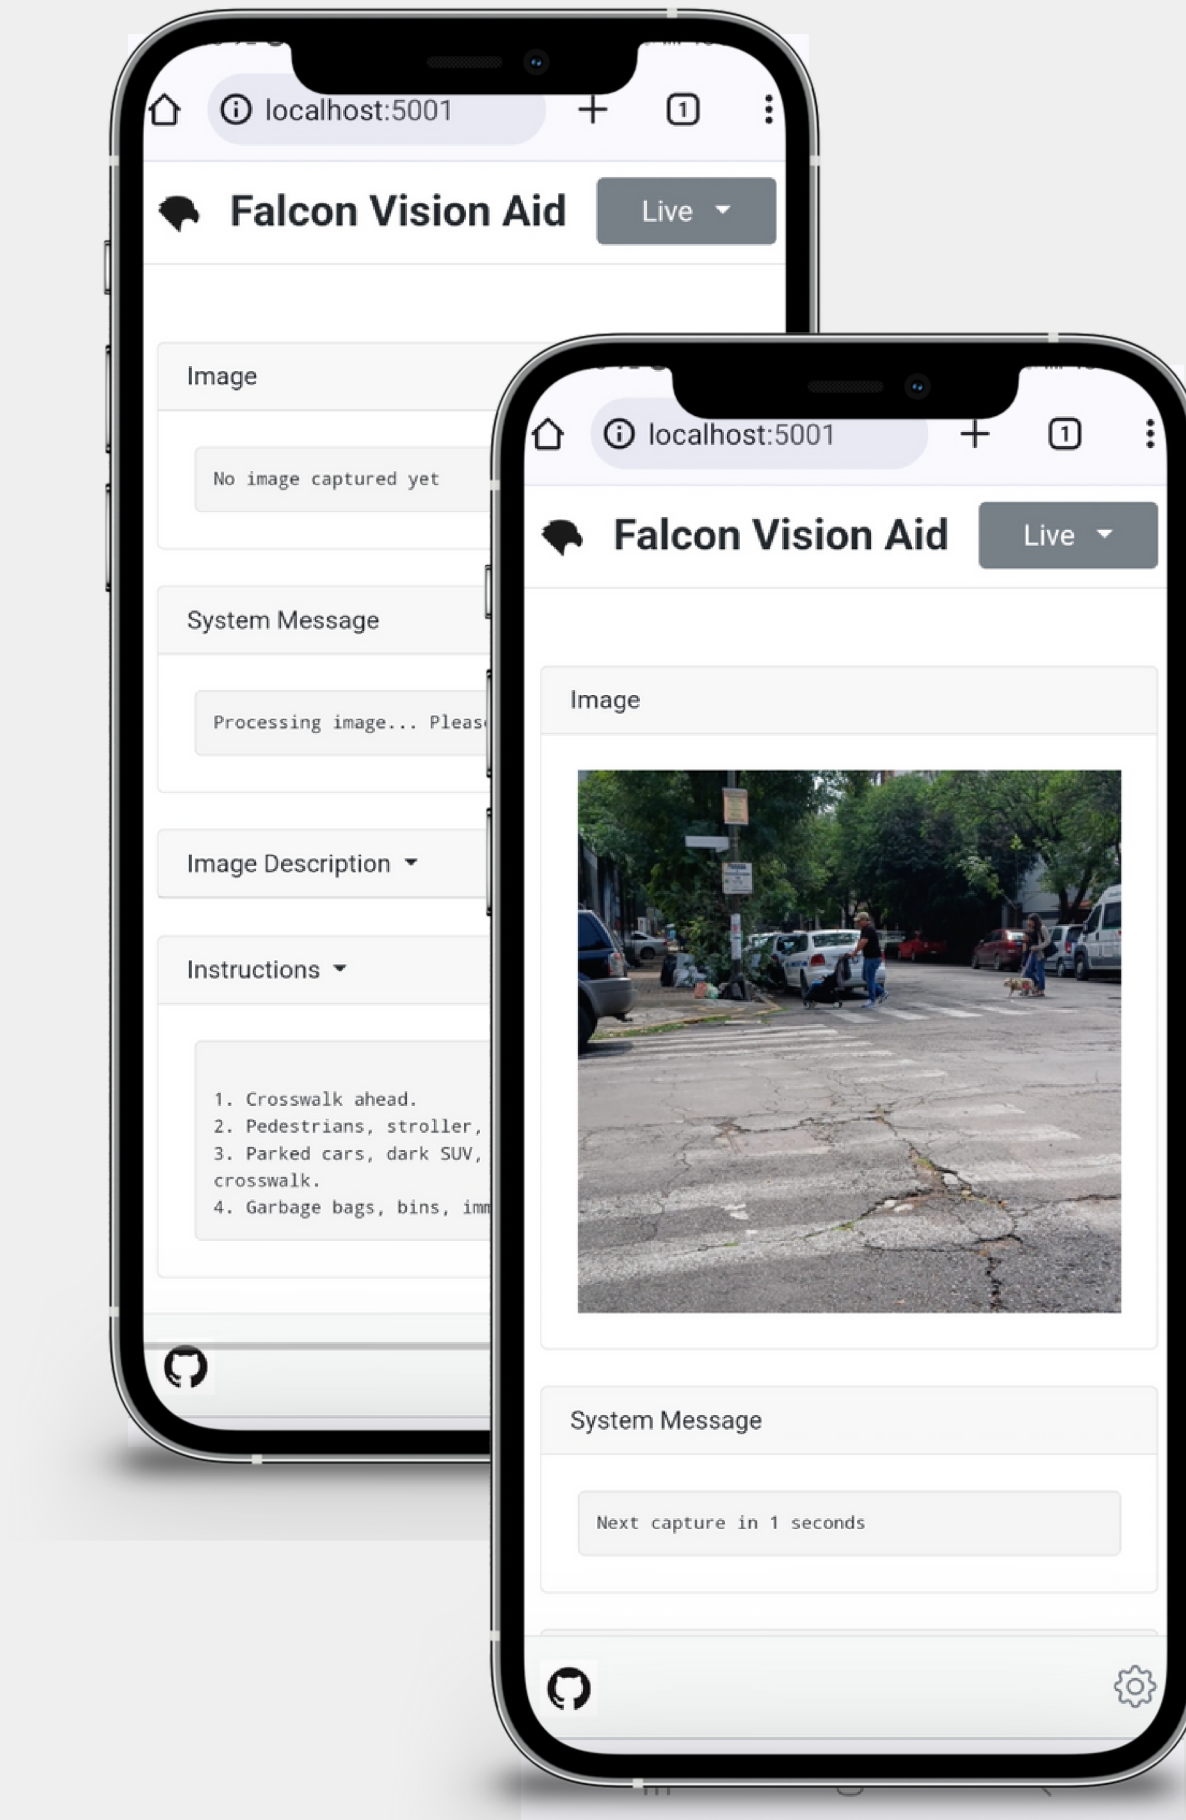 localhost:5001
1
Falcon Vision Aid
Live
Image
No image captured yet
System Message
Processing image...
Image Description
Instructions
1. Crosswalk ahead.
2. Pedestrians, stroller,
3. Parked cars, dark SUV,
crosswalk.
4. Garbage bags, bins,
localhost:5001
1
Falcon Vision Aid
Live
Image
System Message
Next capture in 1 seconds